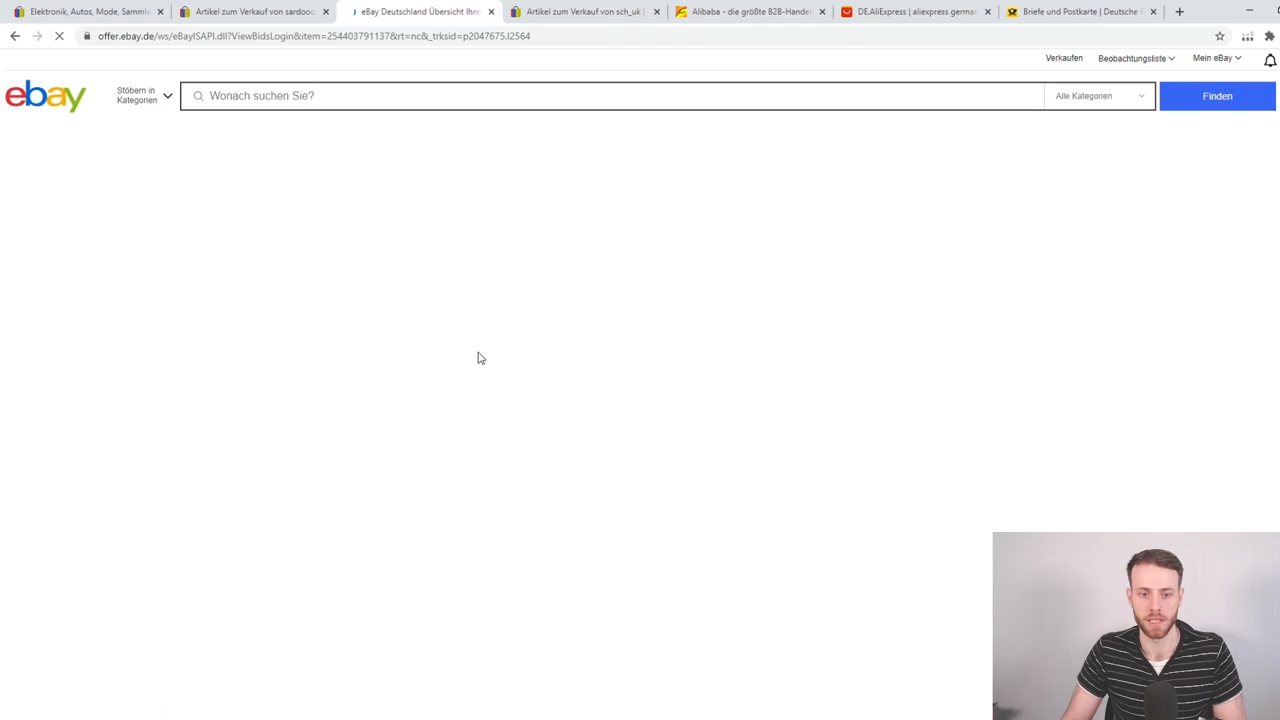 Elektronik, Autos, Mode, Sammle
Artikel zum Verkauf von sardooo
eBay Deutschland Übersicht Ihre
Artikel zum Verkauf von sch_uk |
Alibaba - die größte B2B-Handel
DE.AliExpress | aliexpress german
Briefe und Postkarte | Deutsche P
offer.ebay.de/ws/eBayISAPI.dll?ViewBidsLogin&item=254403791137&rt=nc&_trksid=p2047675.l2564
Verkaufen
Beobachtungsliste
Mein eBay
ebay
Stöbern in
Kategorien
Wonach suchen Sie?
Alle Kategorien
Finden